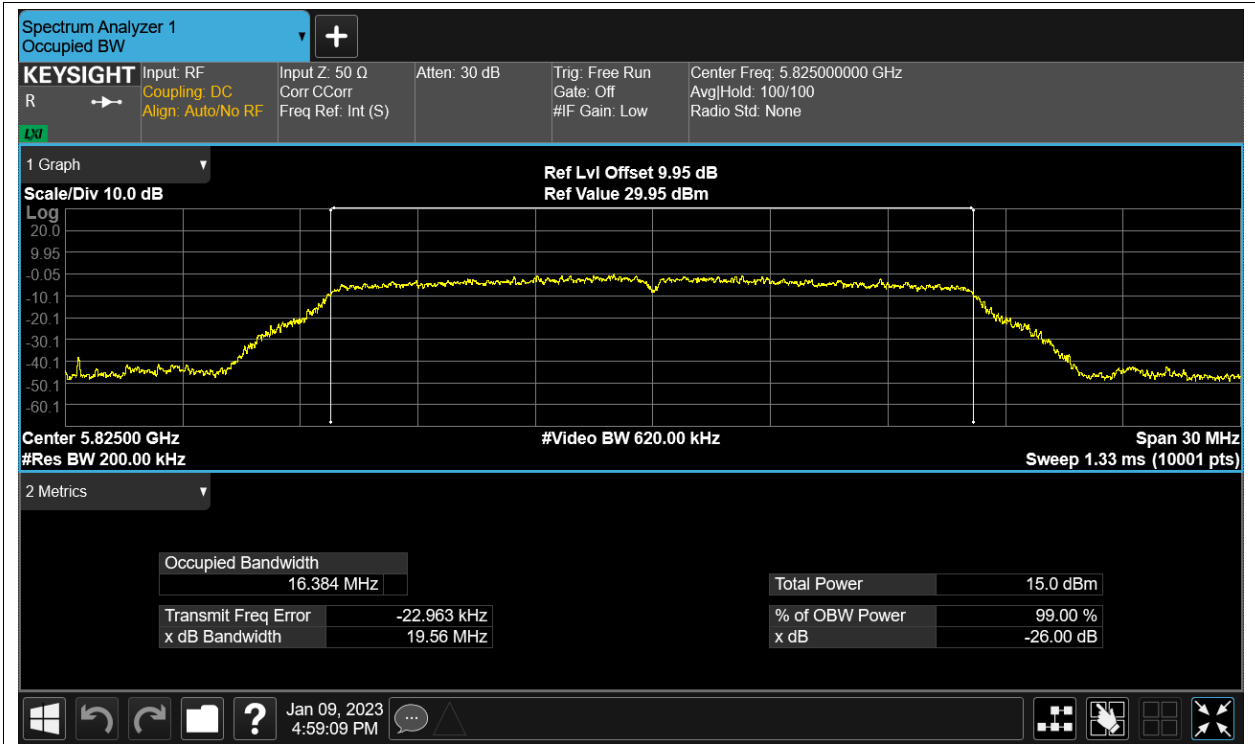 Spectrum Analyzer 1
Occupied BW
KEYSIGHT
R
LXI
Input: RF
Coupling: DC
Align: Auto/No RF
Input Z: 50 Ω
Corr CCorr
Freq Ref: Int (S)
Atten: 30 dB
Trig: Free Run
Gate: Off
#IF Gain: Low
Center Freq: 5.825000000 GHz
Avg|Hold: 100/100
Radio Std: None
1 Graph
Scale/Div 10.0 dB
Ref Lvl Offset 9.95 dB
Ref Value 29.95 dBm
Log
20.0
9.95
-0.05
-10.1
-20.1
-30.1
-40.1
-50.1
-60.1
Center 5.82500 GHz
#Video BW 620.00 kHz
Span 30 MHz
#Res BW 200.00 kHz
Sweep 1.33 ms (10001 pts)
2 Metrics
Occupied Bandwidth
16.384 MHz
Total Power 15.0 dBm
Transmit Freq Error -22.963 kHz
% of OBW Power 99.00 %
x dB Bandwidth 19.56 MHz
x dB -26.00 dB
?
Jan 09, 2023
4:59:09 PM